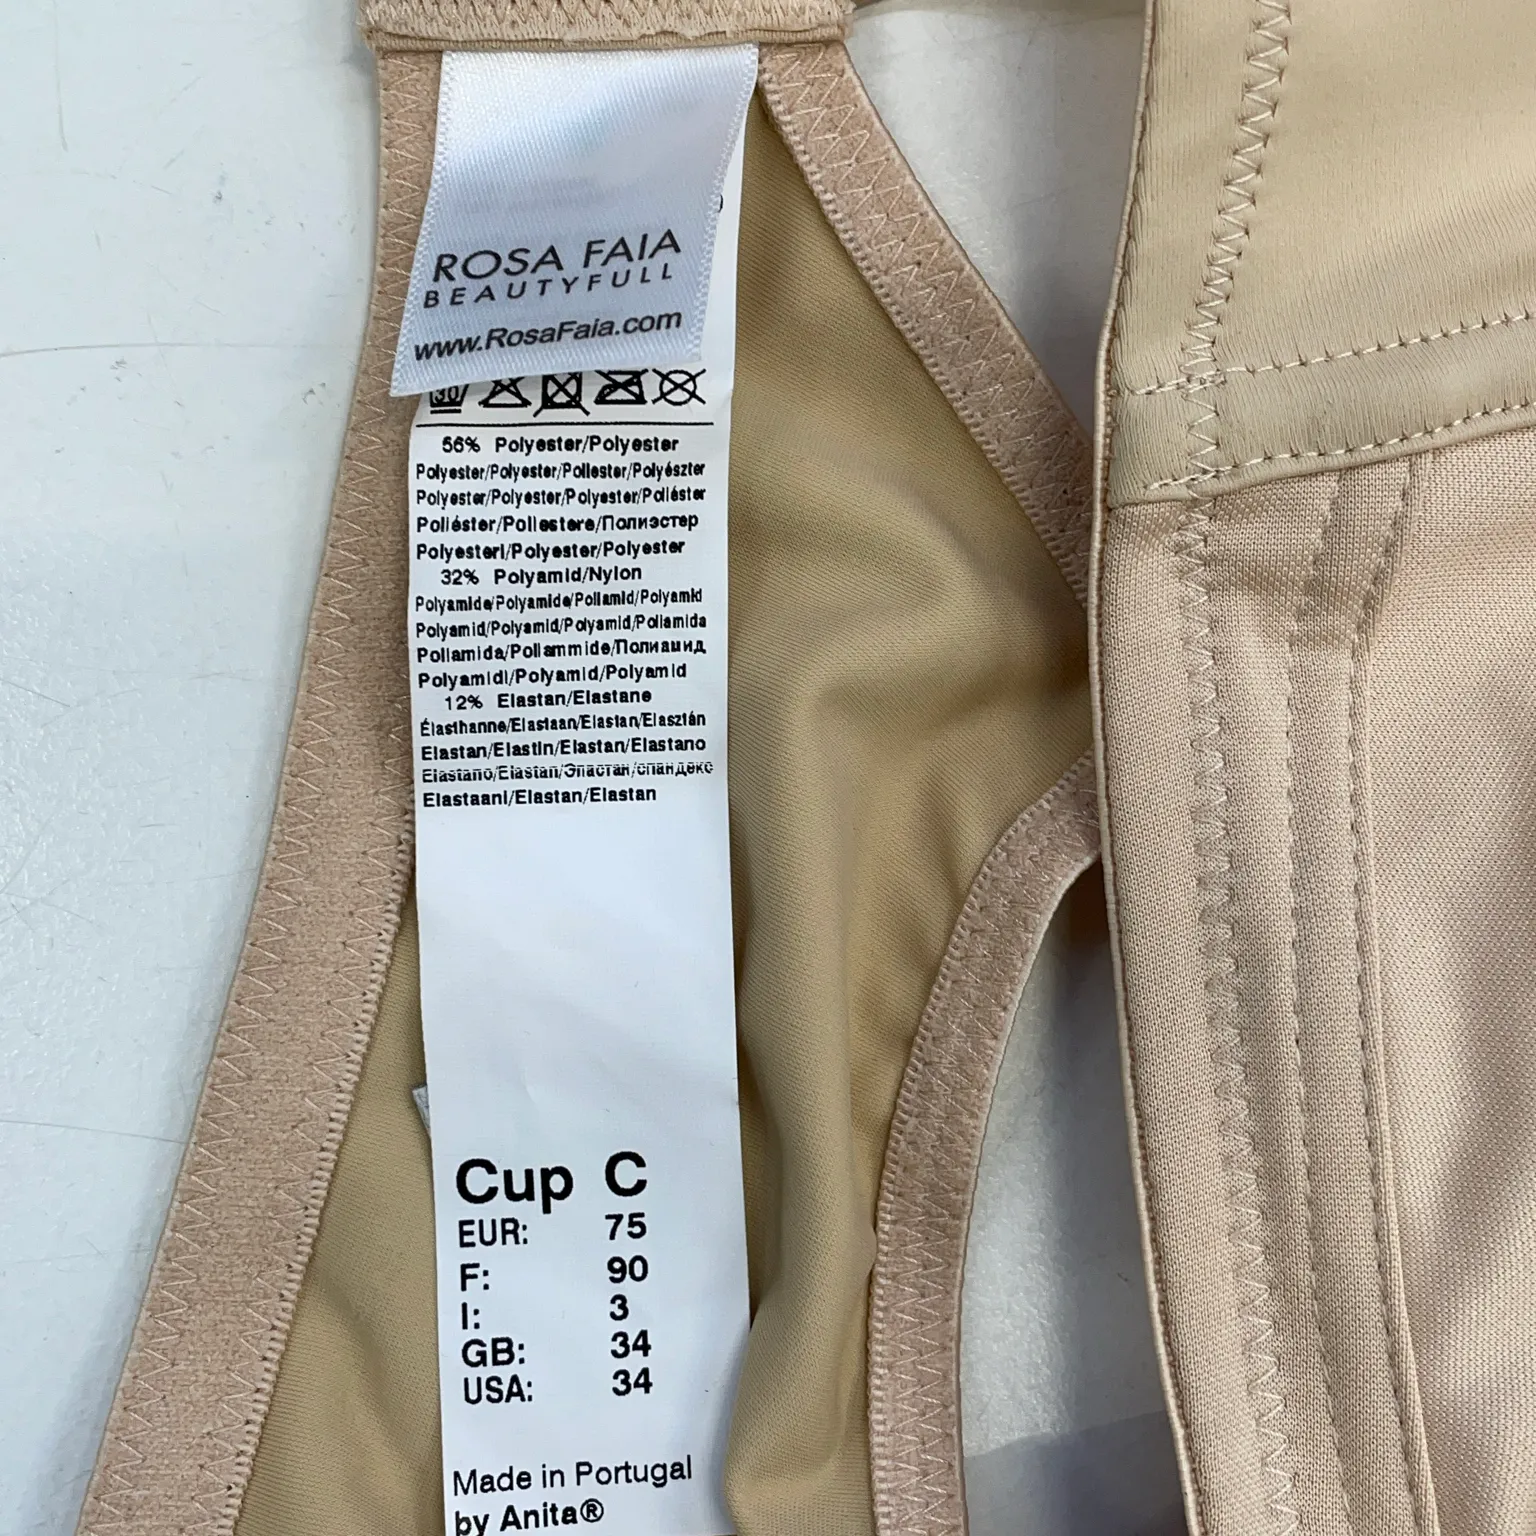 ROSA FAIA
BEAUTYFULL
www.RosaFaia.com
30
56% Polyester/Polyester
Polyester/Polyester/Poliester/Polyészter
Polyester/Polyester/Polyester/Poliéster
Poliéster/Poliestere/Полиэстер
Polyesteri/Polyester/Polyester
32% Polyamid/Nylon
Polyamide/Polyamide/Poliamid/Polyamid
Polyamid/Polyamid/Polyamid/Poliamida
Poliamida/Poliammide/Полиамид
Polyamidi/Polyamid/Polyamid
12% Elastan/Elastane
Élasthanne/Elastaan/Elastan/Elasztán
Elastan/Elastin/Elastan/Elastano
Elastano/Elastan/Эластан/спандекс
Elastaani/Elastan/Elastan
Cup C
EUR: 75
F: 90
I: 3
GB: 34
USA: 34
Made in Portugal
by Anita®